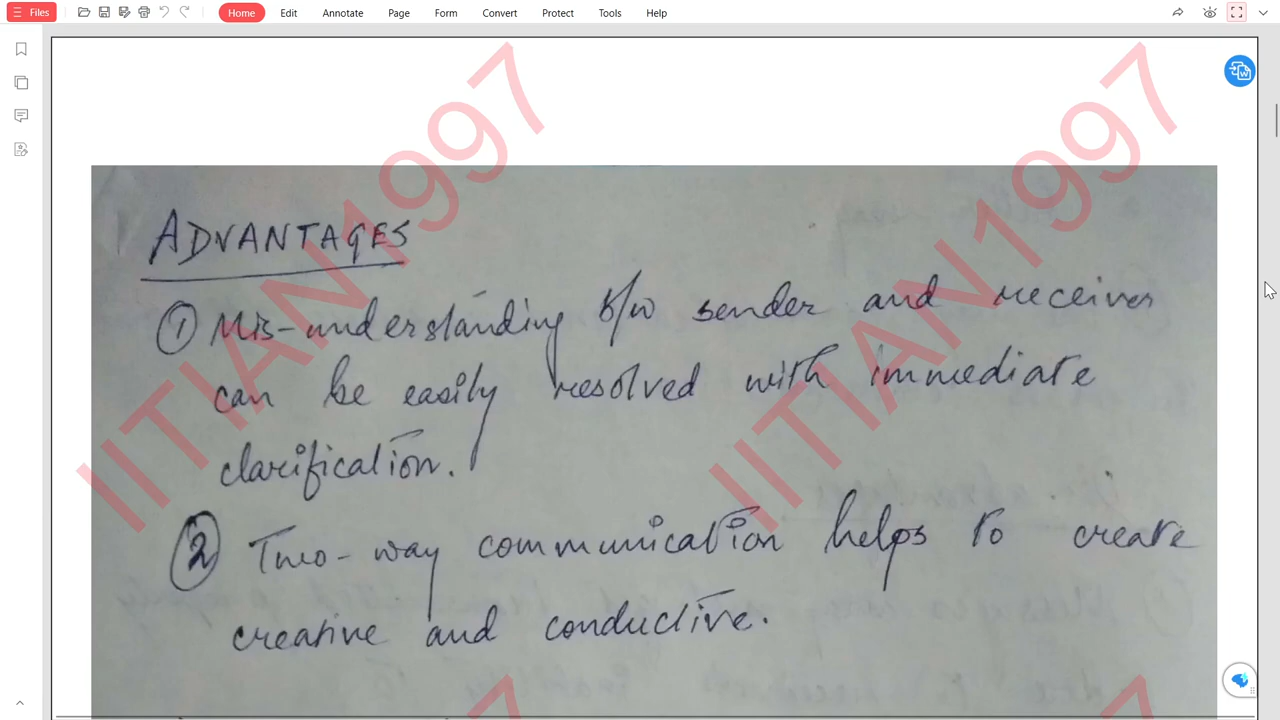 Files
Home Edit Annotate Page Form Convert Protect Tools Help
IITIAN1997
IITIAN1997
ADVANTAGES
① Mis-understanding b/w sender and receiver
can be easily resolved with immediate
clarification.
② Two-way communication helps to create
creative and conductive.